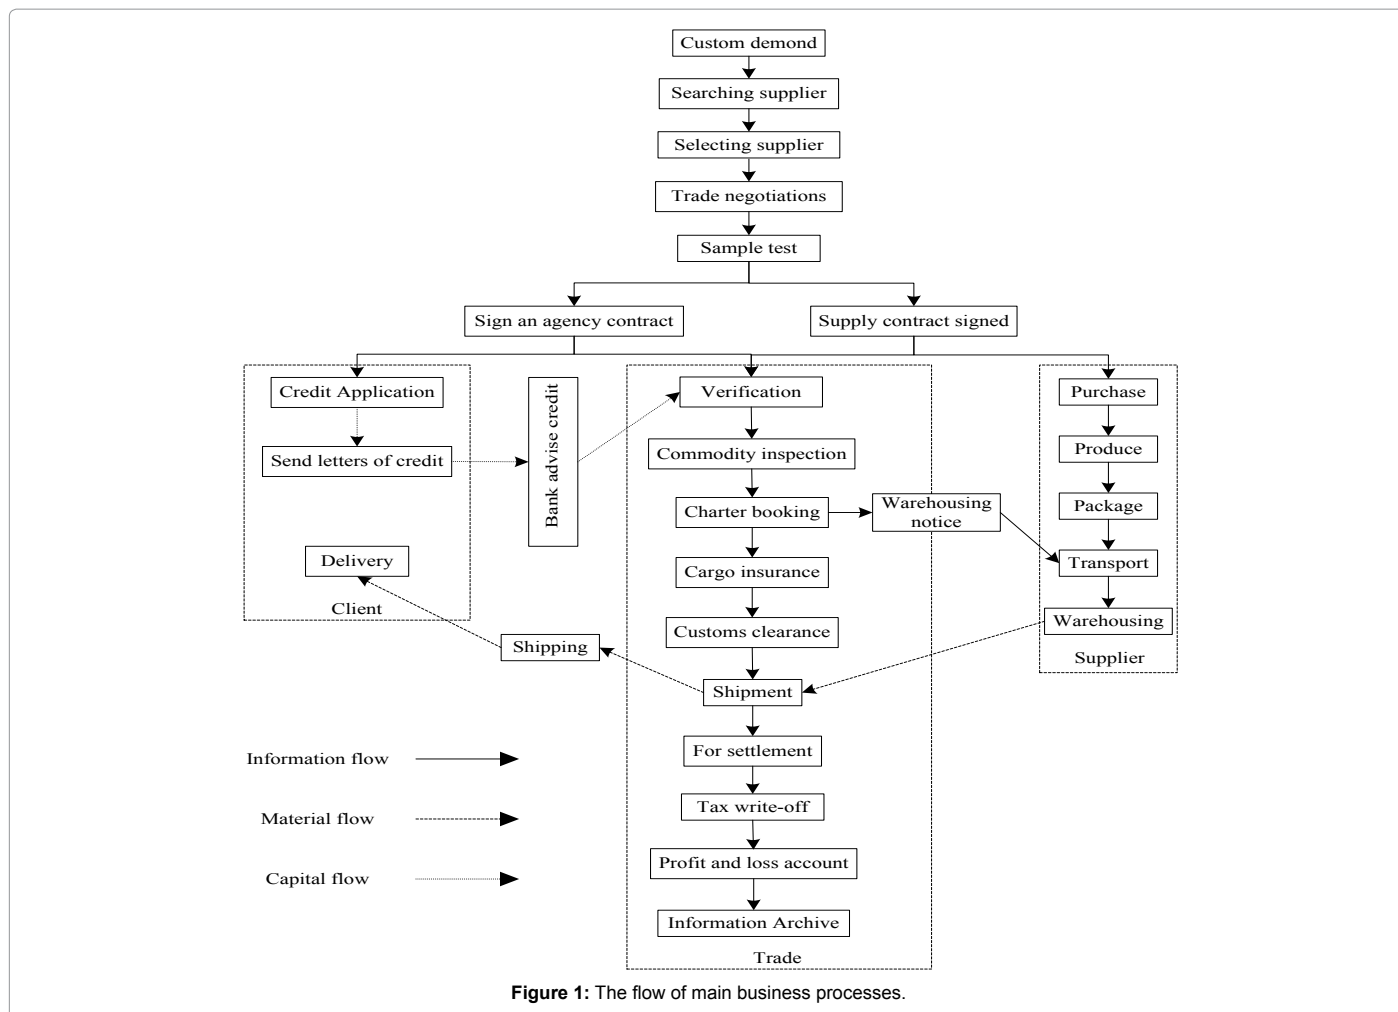 Custom demond
Searching supplier
Selecting supplier
Trade negotiations
Sample test
Sign an agency contract
Supply contract signed
Credit Application
Send letters of credit
Delivery
Client
Bank advise credit
Shipping
Verification
Commodity inspection
Charter booking
Cargo insurance
Customs clearance
Shipment
For settlement
Tax write-off
Profit and loss account
Information Archive
Trade
Warehousing
notice
Purchase
Produce
Package
Transport
Warehousing
Supplier
Information flow
Material flow
Capital flow
Figure 1: The flow of main business processes.